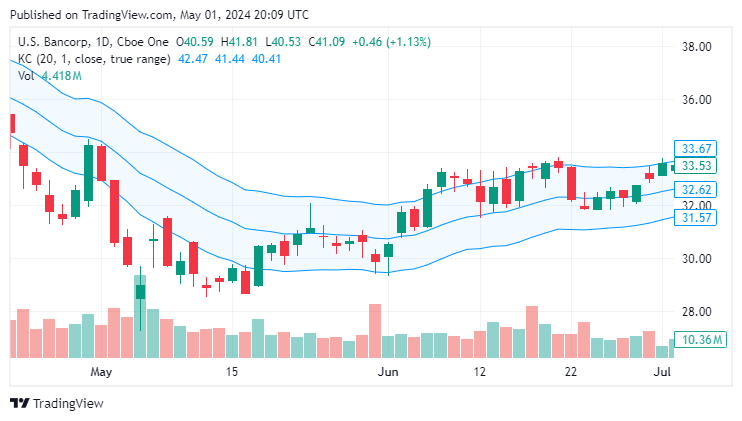 Published on TradingView.com, May 01, 2024 20:09 UTC
U.S. Bancorp, 1D, Cboe One O40.59 H41.81 L40.53 C41.09 +0.46 (+1.13%)
KC (20, 1, close, true range) 42.47 41.44 40.41
Vol 4.418M
38.00
36.00
33.67
33.53
32.62
32.00
31.57
30.00
28.00
10.36M
May 15 Jun 12 22 Jul
TradingView